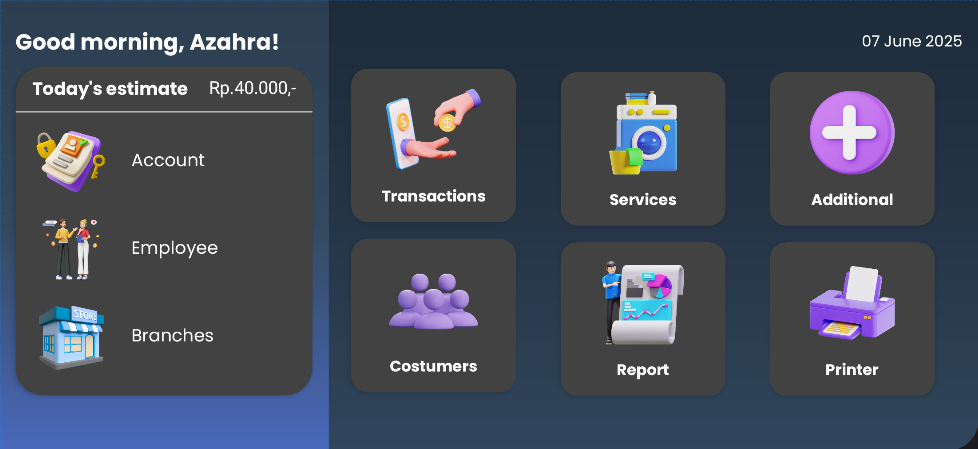 Good morning, Azahra!
07 June 2025
Today's estimate Rp.40.000,-
Account
Employee
STORE
Branches
Transactions
Services
Additional
Costumers
Report
Printer